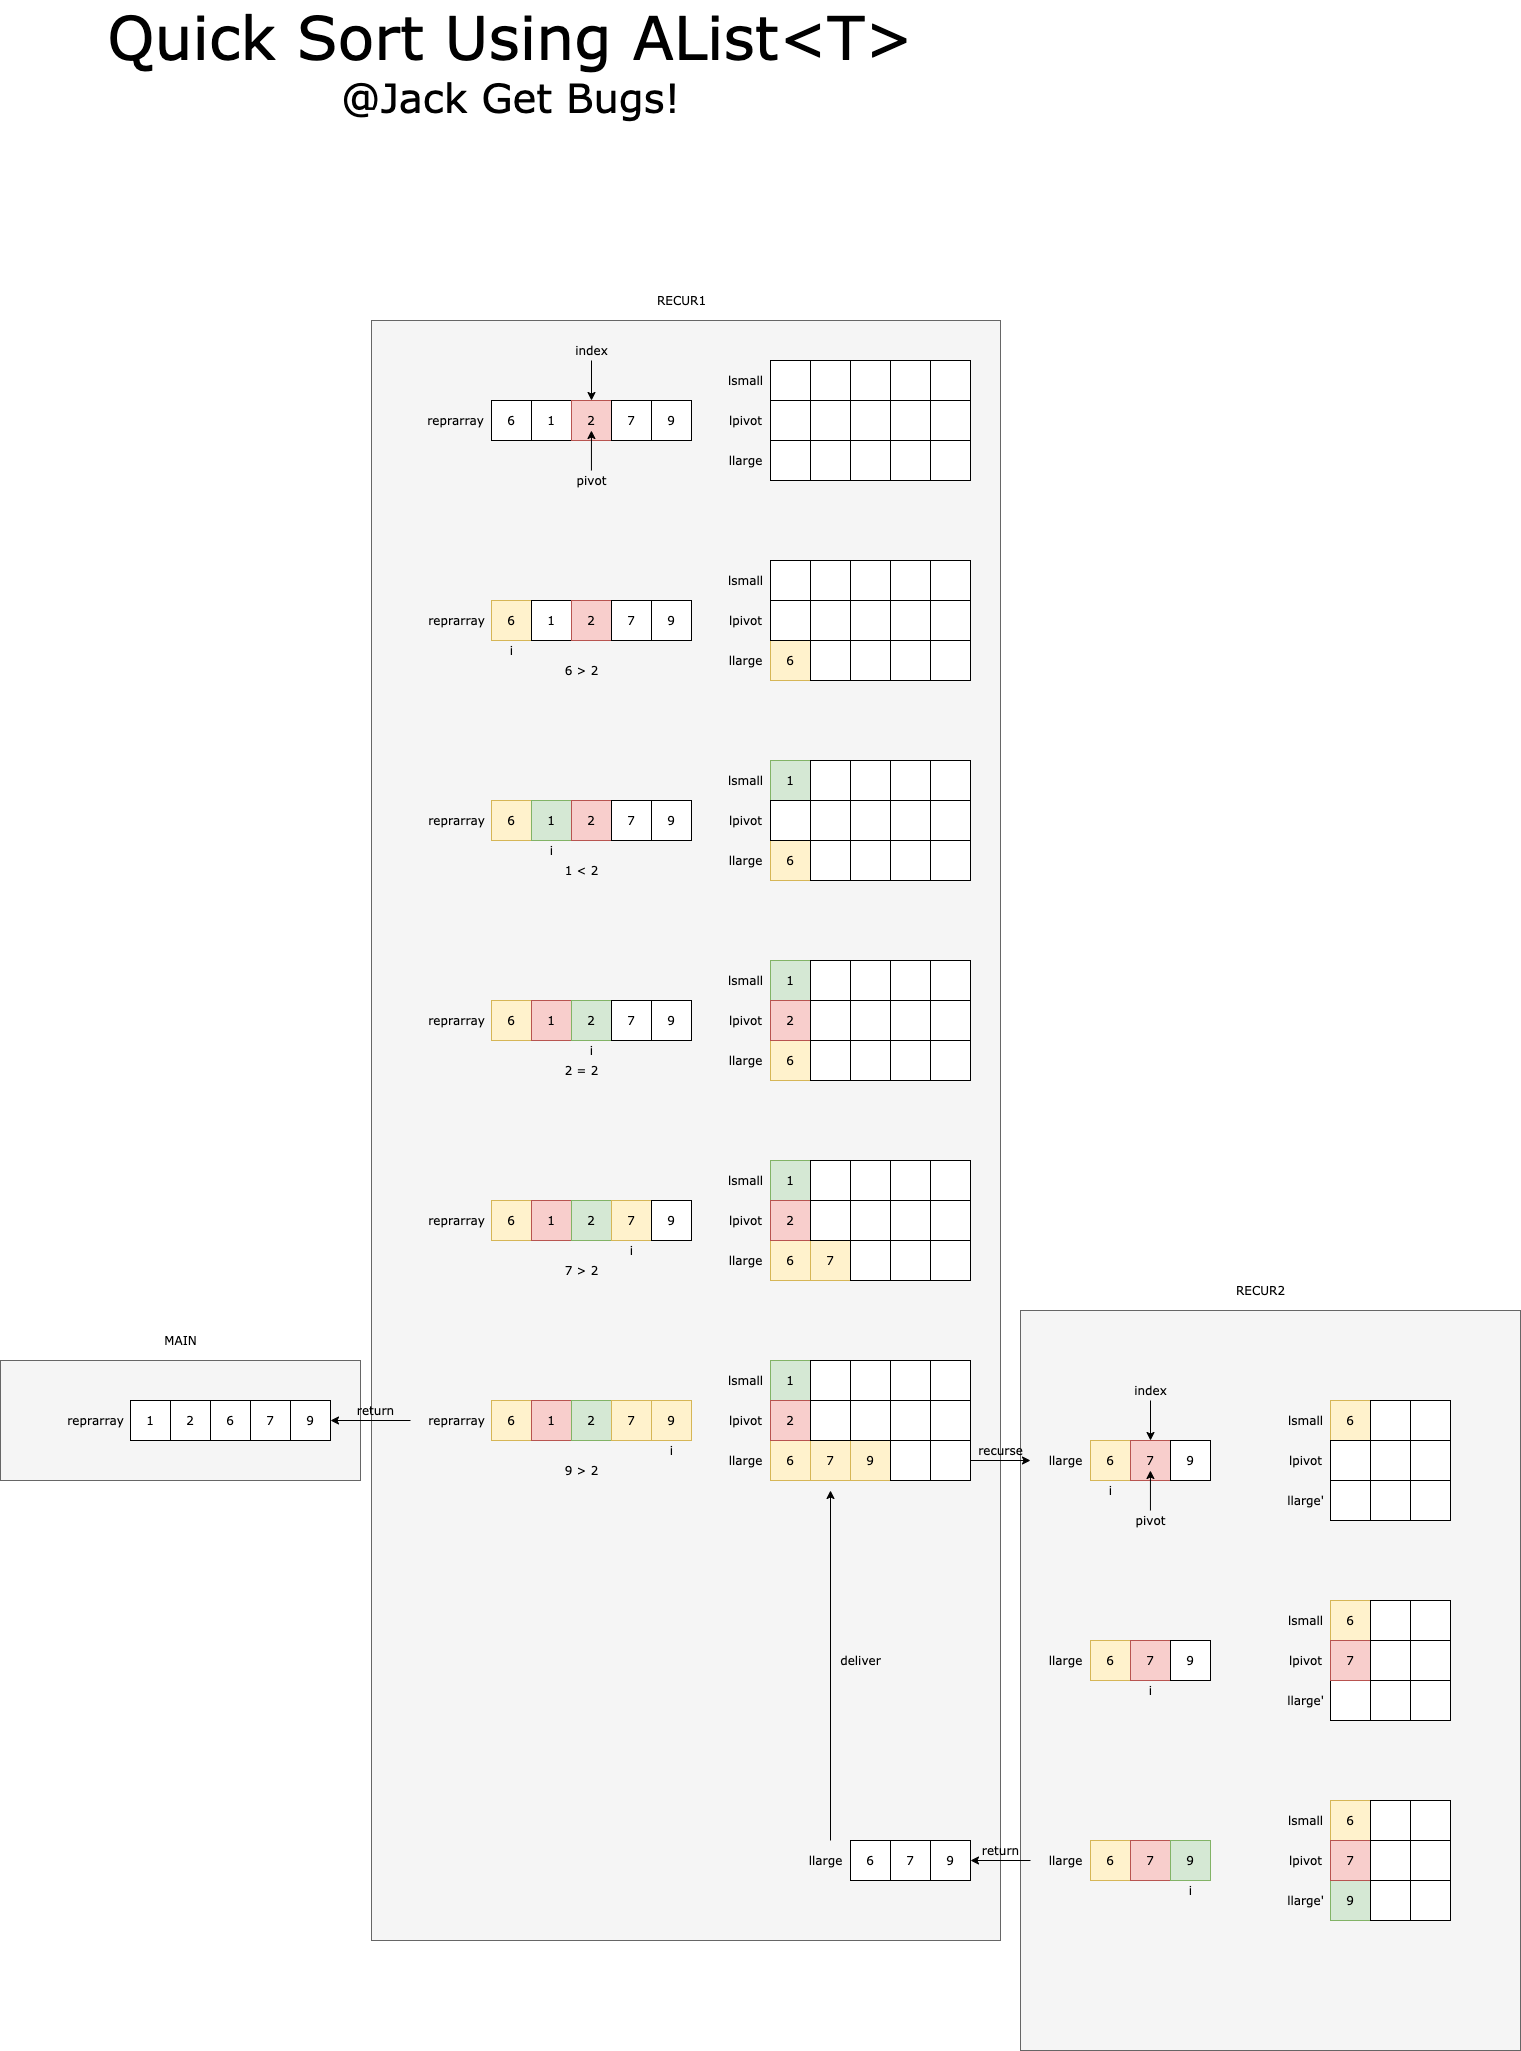 Quick Sort Using AList<T>
@Jack Get Bugs!
RECUR1
index
reprarray 6 1 2 7 9
pivot
lsmall
lpivot
llarge
reprarray 6 1 2 7 9
i
6 > 2
lsmall
lpivot
llarge 6
reprarray 6 1 2 7 9
i
1 < 2
lsmall 1
lpivot
llarge 6
reprarray 6 1 2 7 9
i
2 = 2
lsmall 1
lpivot 2
llarge 6
reprarray 6 1 2 7 9
i
7 > 2
lsmall 1
lpivot 2
llarge 6 7
MAIN
reprarray 1 2 6 7 9
return
reprarray 6 1 2 7 9
i
9 > 2
lsmall 1
lpivot 2
llarge 6 7 9
recurse
deliver
llarge 6 7 9
return
RECUR2
index
llarge 6 7 9
i
pivot
lsmall 6
lpivot
llarge'
llarge 6 7 9
i
lsmall 6
lpivot 7
llarge'
llarge 6 7 9
i
lsmall 6
lpivot 7
llarge' 9